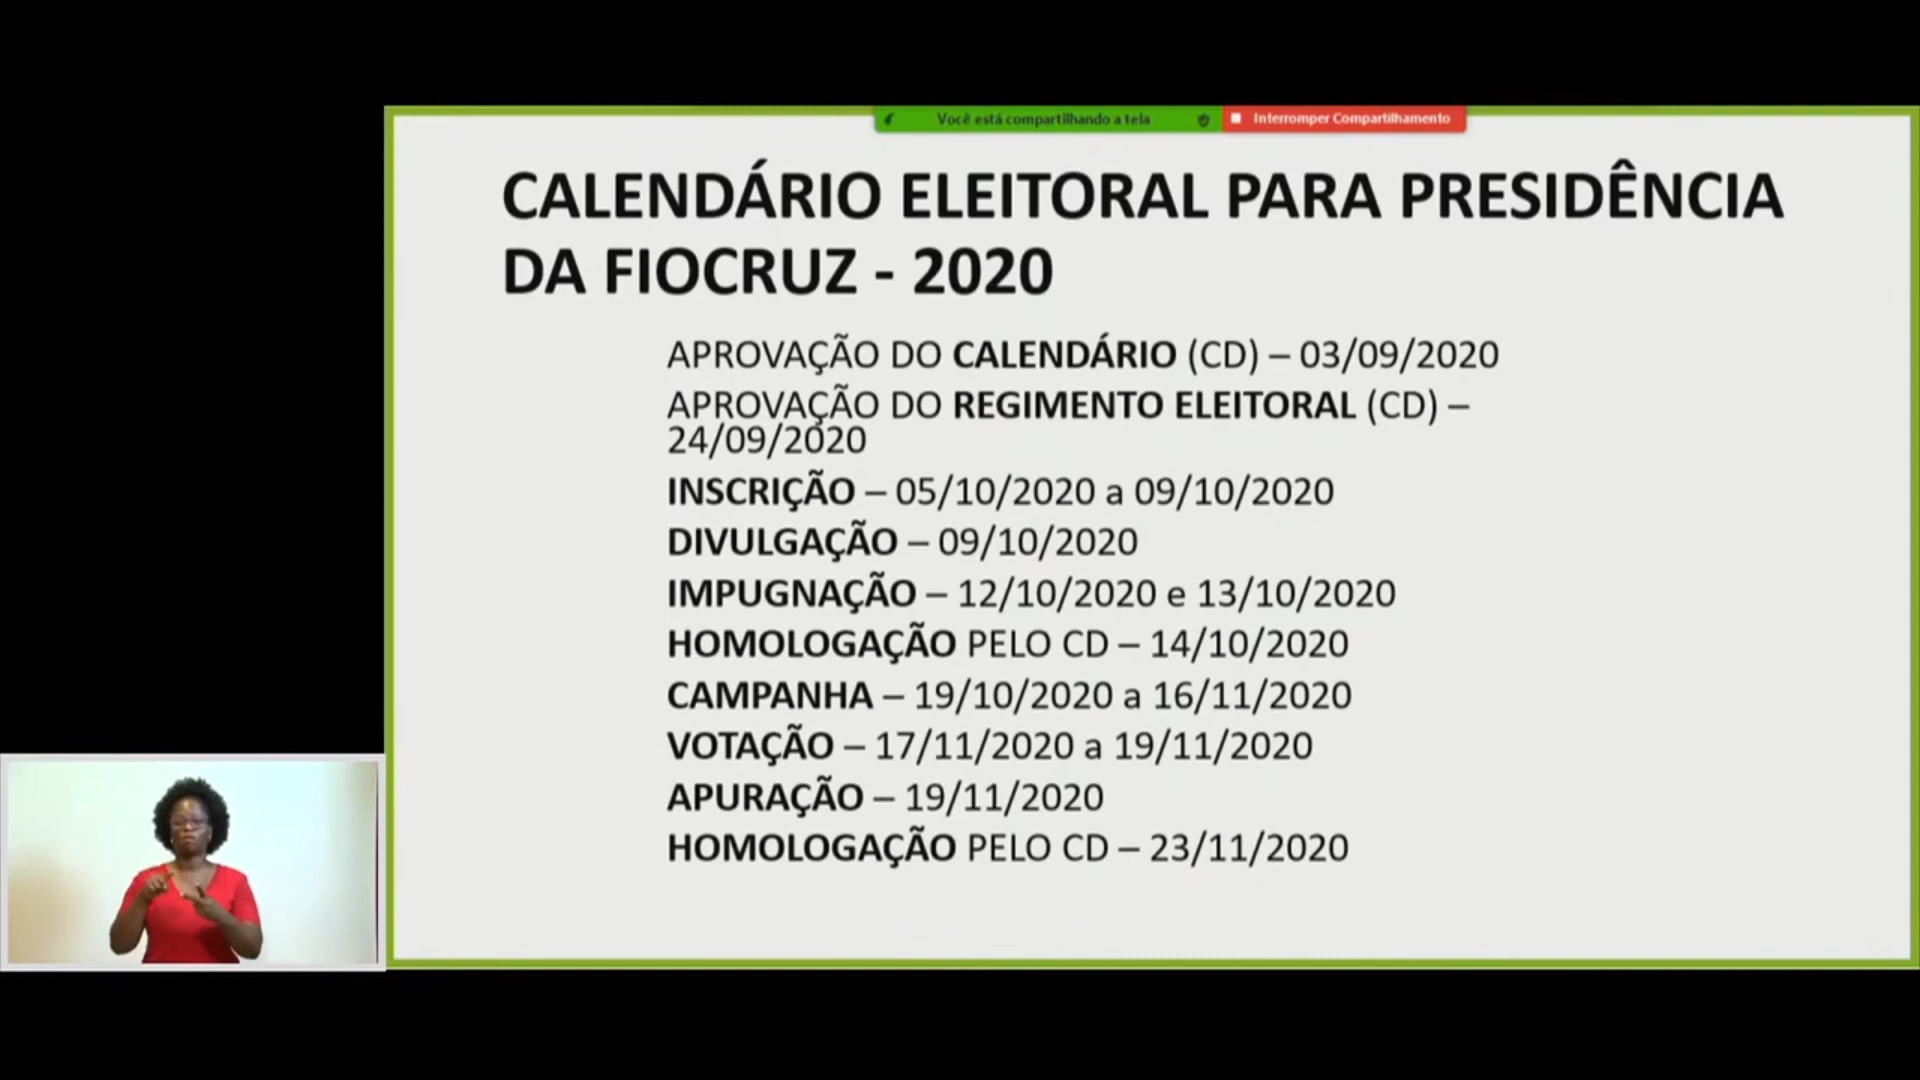 Você está compartilhando a tela
Interromper Compartilhamento
CALENDÁRIO ELEITORAL PARA PRESIDÊNCIA
DA FIOCRUZ - 2020
APROVAÇÃO DO CALENDÁRIO (CD) – 03/09/2020
APROVAÇÃO DO REGIMENTO ELEITORAL (CD) –
24/09/2020
INSCRIÇÃO – 05/10/2020 a 09/10/2020
DIVULGAÇÃO – 09/10/2020
IMPUGNAÇÃO – 12/10/2020 e 13/10/2020
HOMOLOGAÇÃO PELO CD – 14/10/2020
CAMPANHA – 19/10/2020 a 16/11/2020
VOTAÇÃO – 17/11/2020 a 19/11/2020
APURAÇÃO – 19/11/2020
HOMOLOGAÇÃO PELO CD – 23/11/2020